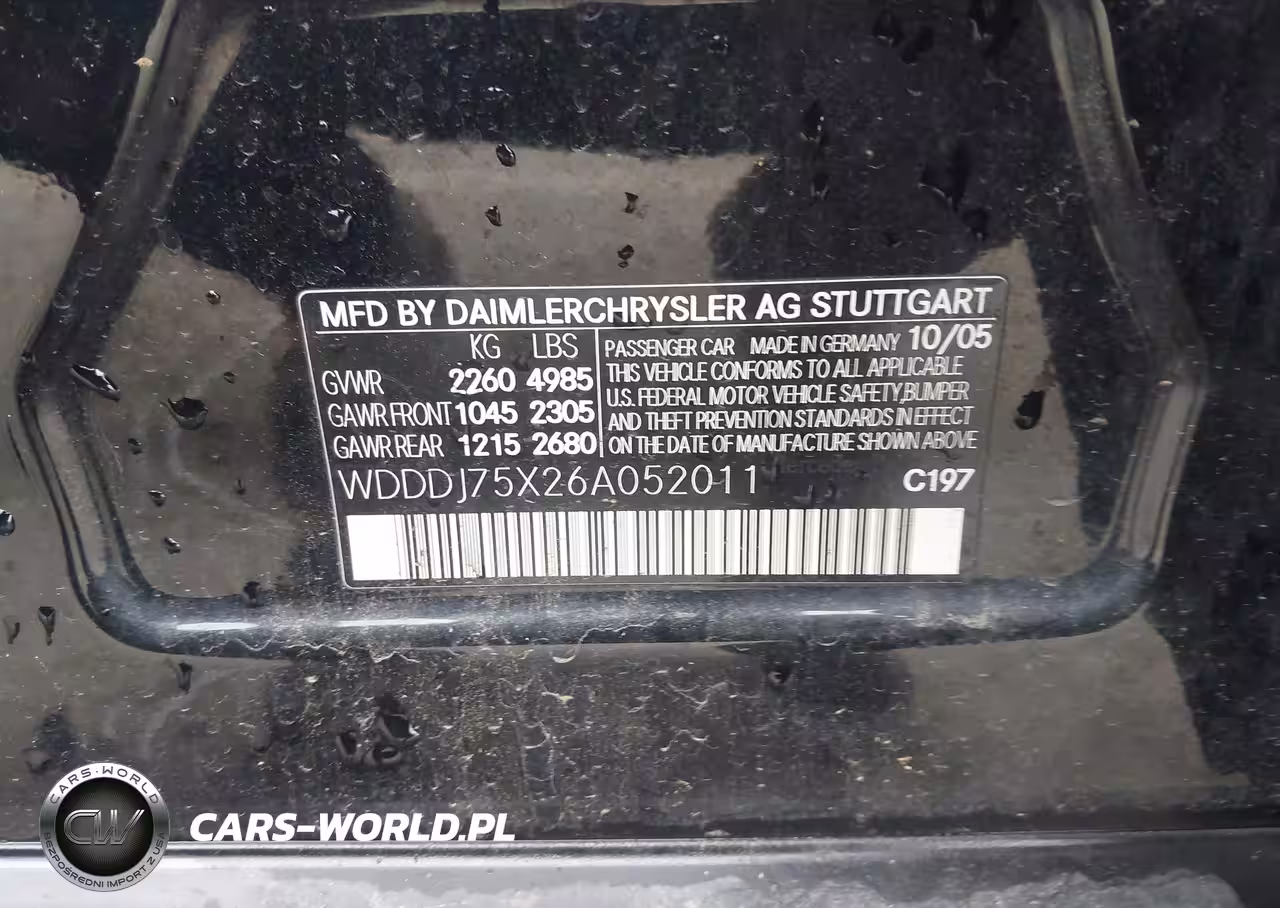 MFD BY DAIMLERCHRYSLER AG STUTTGART
KG LBS
GVWR 2260 4985
GAWR FRONT 1045 2305
GAWR REAR 1215 2680
PASSENGER CAR MADE IN GERMANY 10/05
THIS VEHICLE CONFORMS TO ALL APPLICABLE
U.S. FEDERAL MOTOR VEHICLE SAFETY, BUMPER
AND THEFT PREVENTION STANDARDS IN EFFECT
ON THE DATE OF MANUFACTURE SHOWN ABOVE
WDDDJ75X26A052011 C197
CARS-WORLD
CW
BEZPOŚREDNI IMPORT Z USA
CARS-WORLD.PL